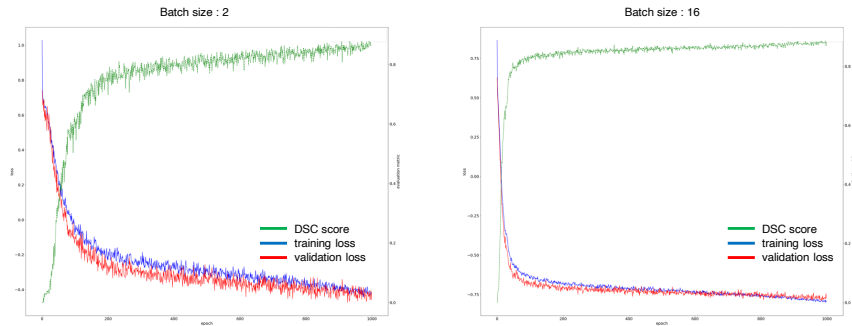 Batch size : 2
1.0
0.8
0.6
0.4
0.2
0.0
−0.2
−0.4
loss
0
200
400
600
800
1000
epoch
0.8
0.6
0.4
0.2
0.0
evaluation metric
DSC score
training loss
validation loss
Batch size : 16
0.75
0.50
0.25
0.00
−0.25
−0.50
−0.75
loss
0
200
400
600
800
1000
epoch
0.8
0.6
0.4
0.2
0.0
DSC score
training loss
validation loss